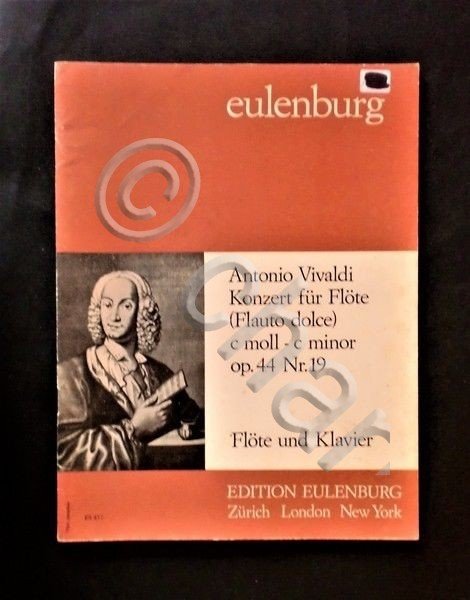 eulenburg
Antonio Vivaldi
Konzert für Flöte
(Flauto dolce)
c moll - c minor
op. 44 Nr. 19
Flöte und Klavier
EDITION EULENBURG
Zürich London New York